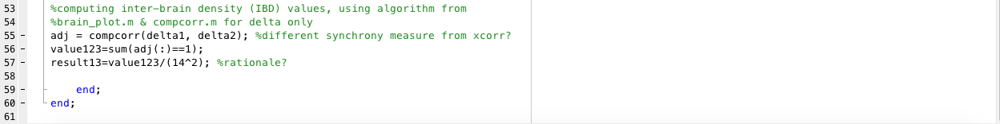 53 %computing inter-brain density (IBD) values, using algorithm from
54 %brain_plot.m & compcorr.m for delta only
55 - adj = compcorr(delta1, delta2); %different synchrony measure from xcorr?
56 - value123=sum(adj(:)==1);
57 - result13=value123/(14^2); %rationale?
58
59 - end;
60 - end;
61